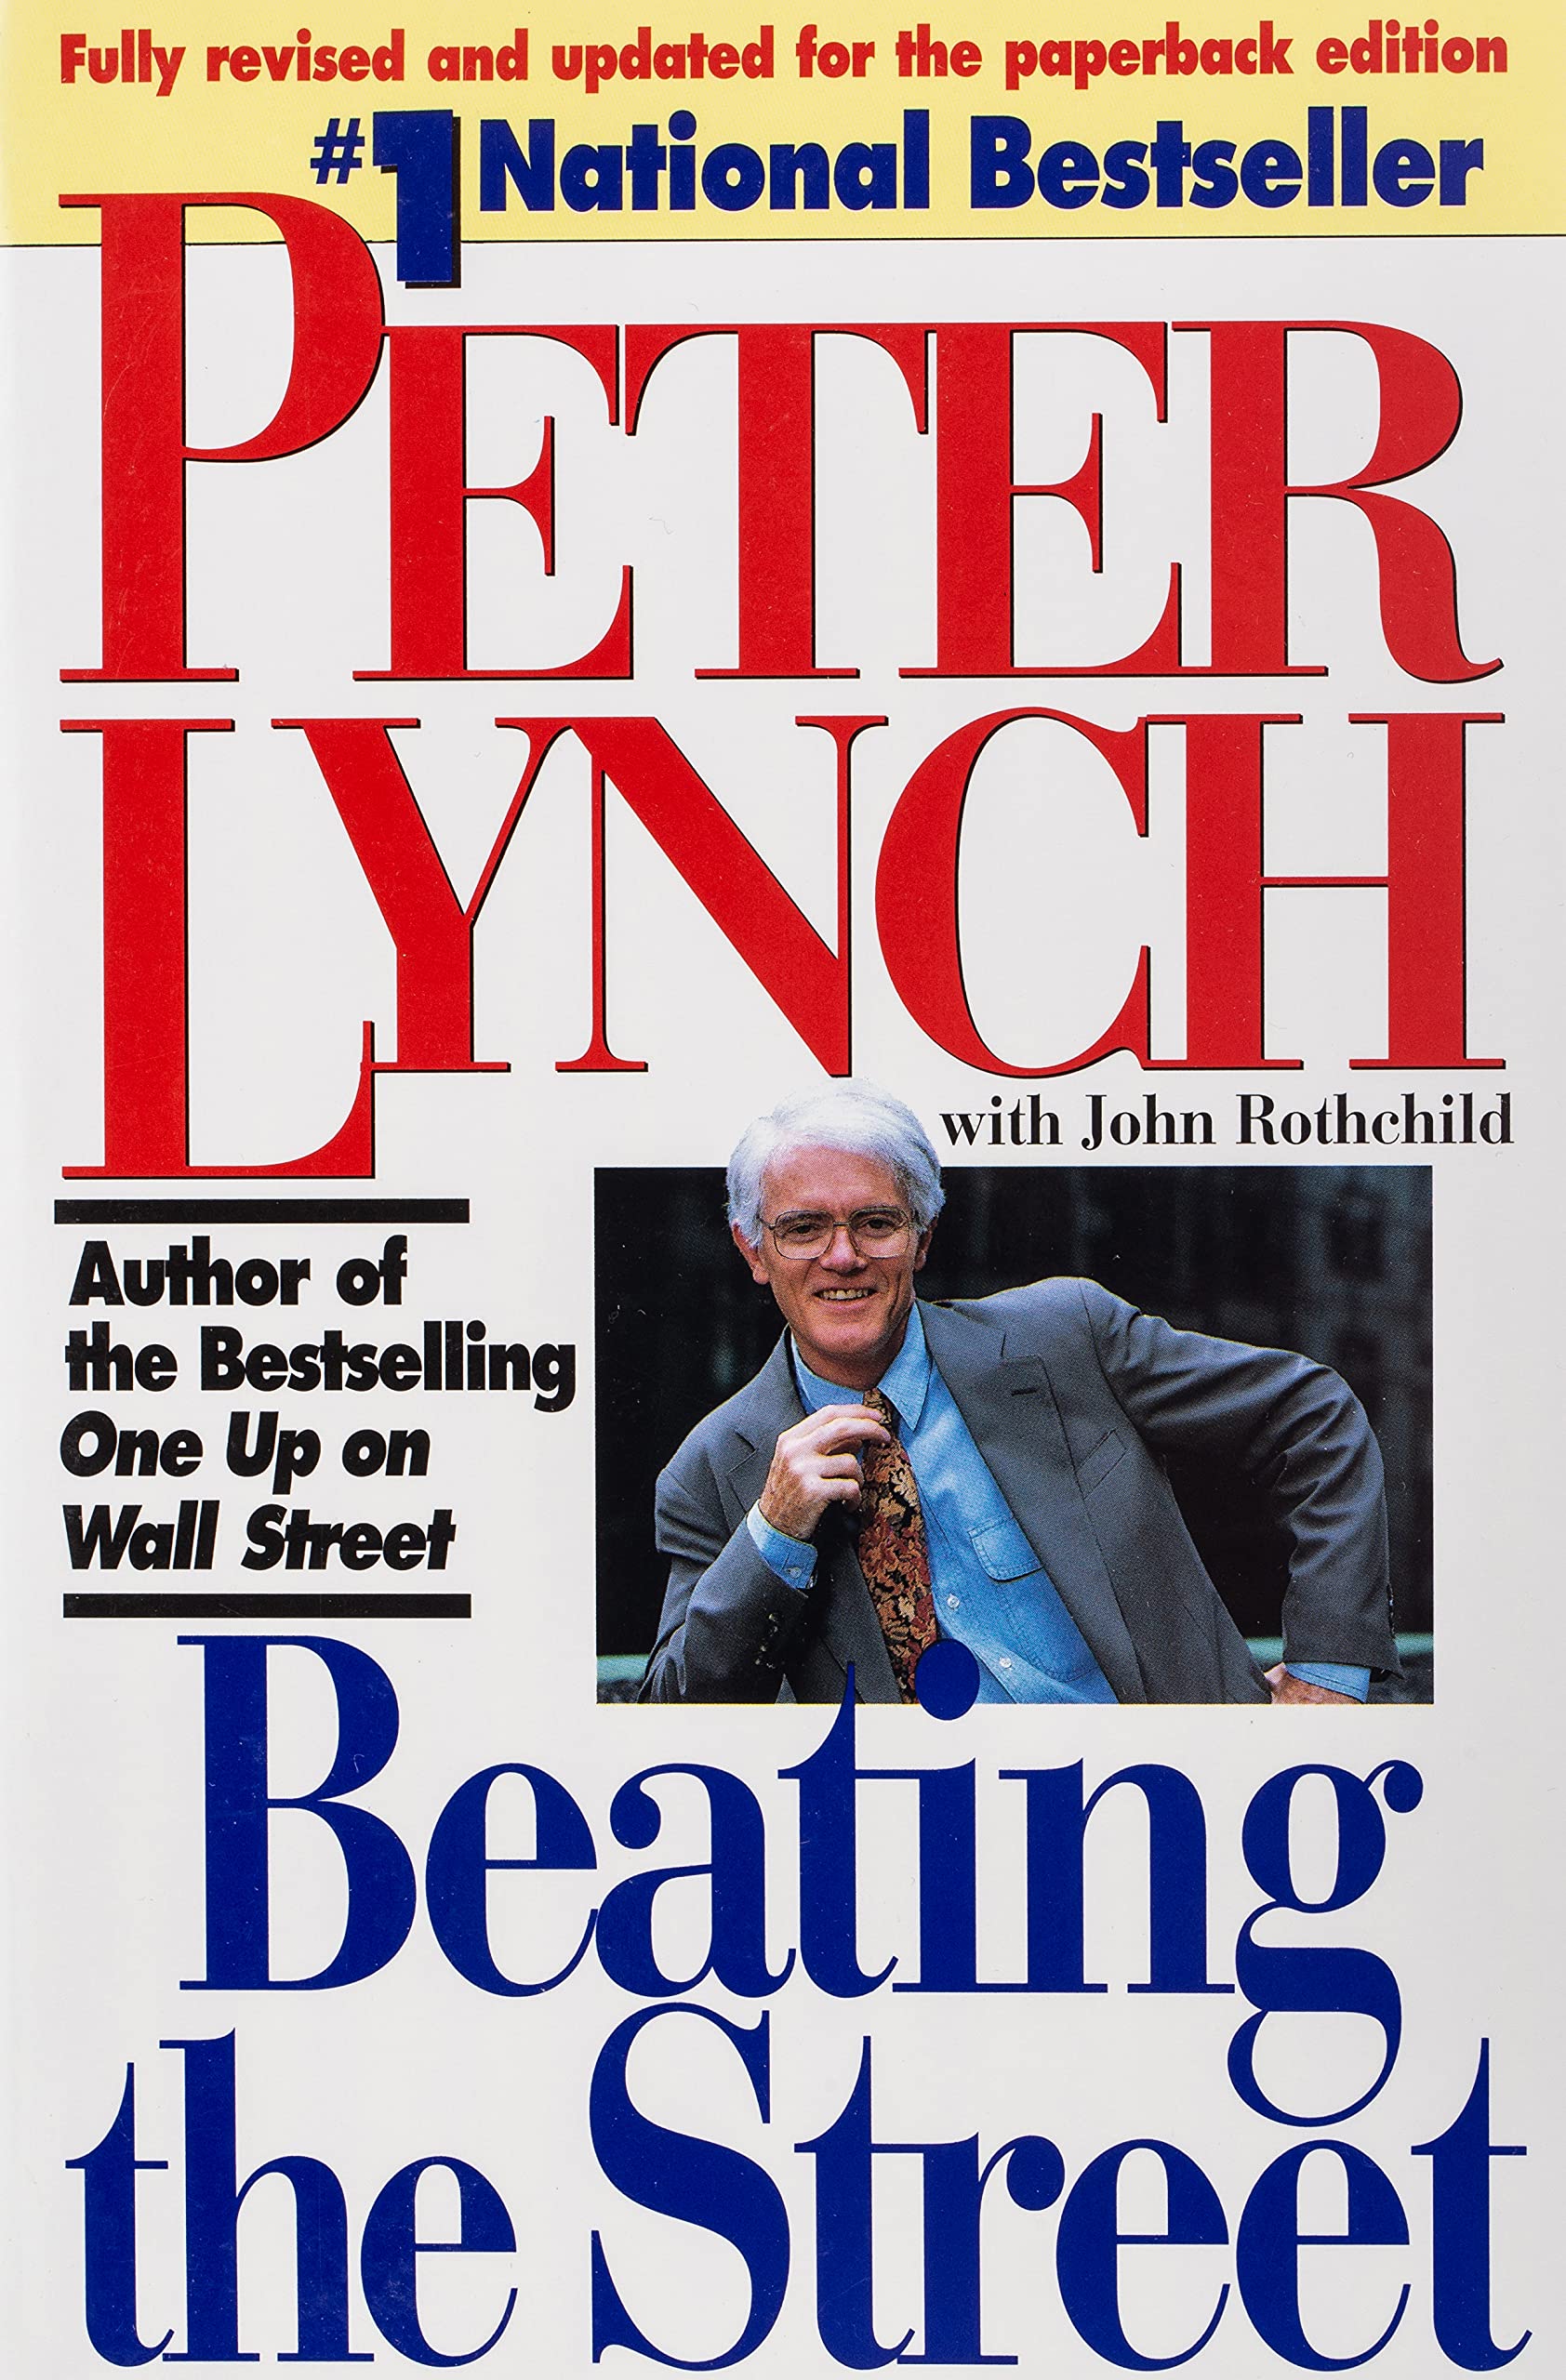 Fully revised and updated for the paperback edition
#1 National Bestseller
PETER
LYNCH
with John Rothchild
Author of
the Bestselling
One Up on
Wall Street
Beating
the Street